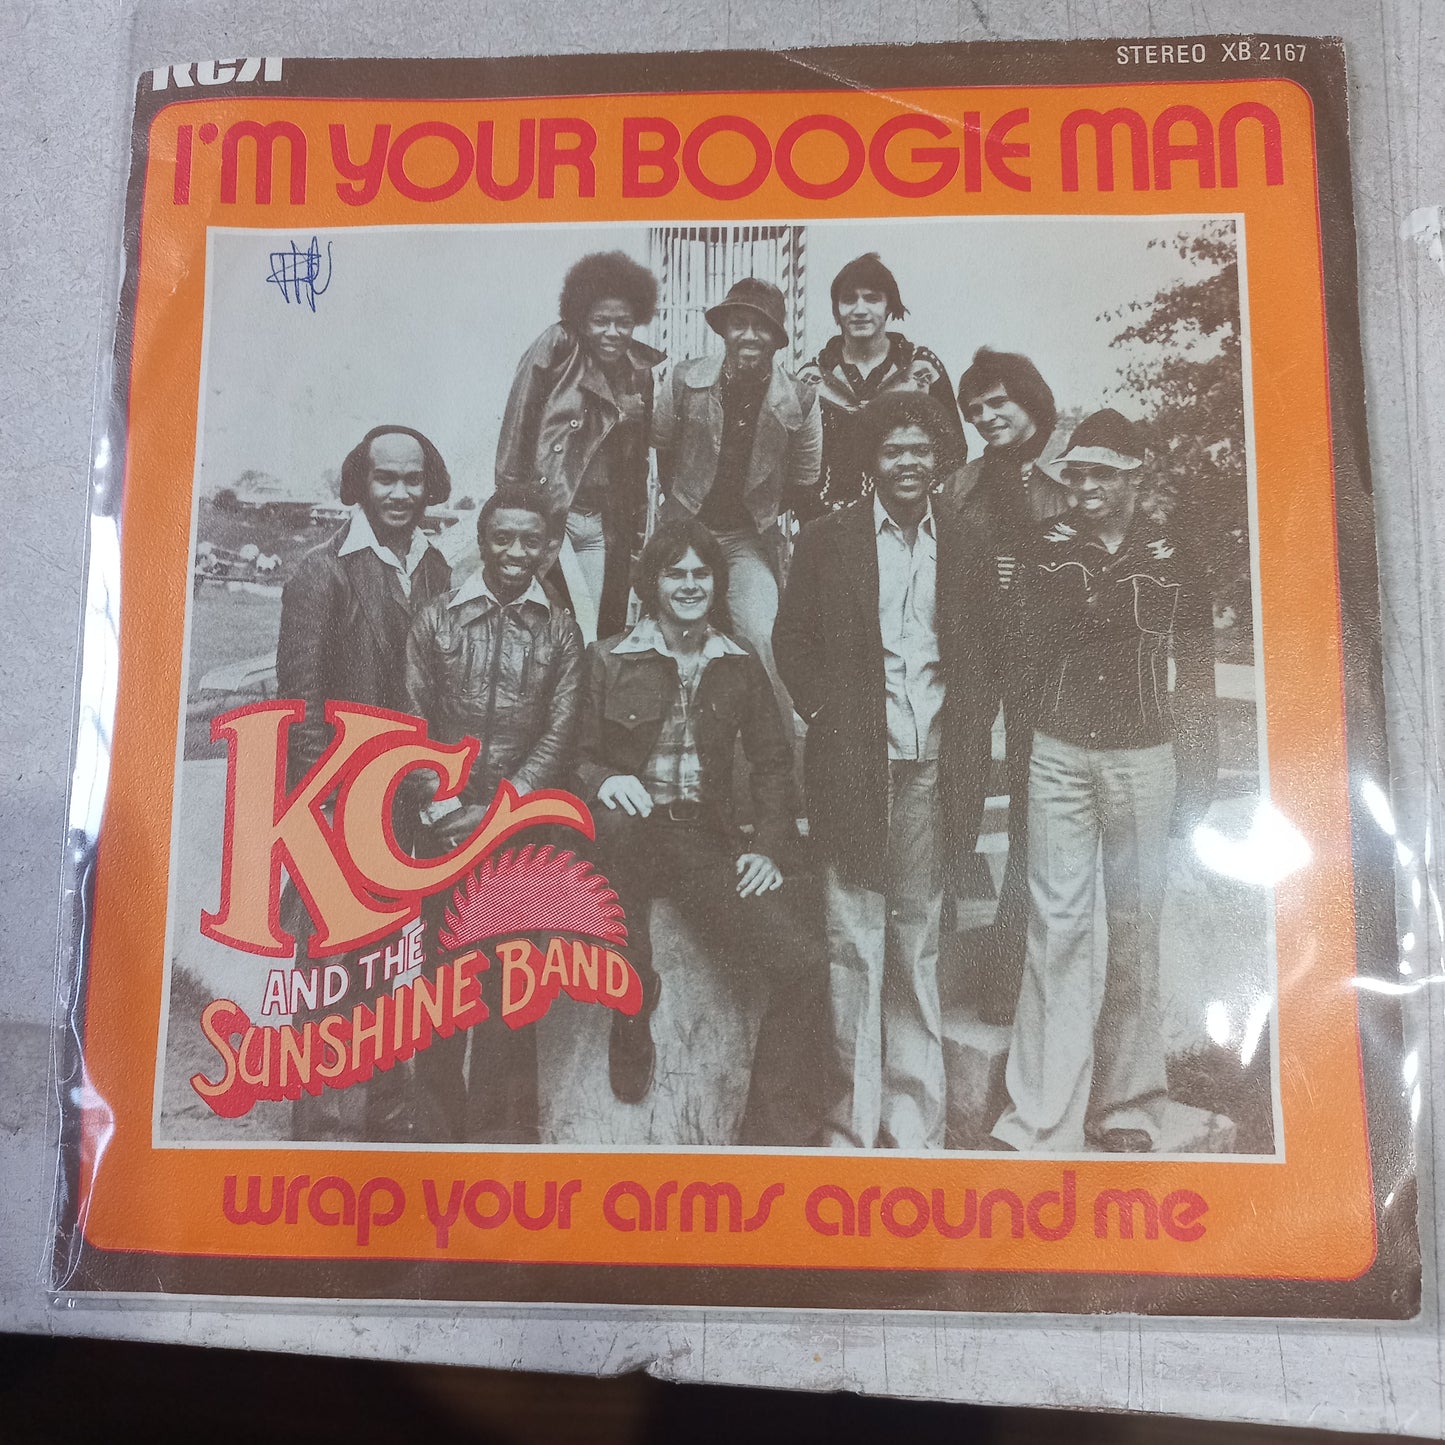 RCA
STEREO XB 2167
I'M YOUR BOOGIE MAN
KC
AND THE
SUNSHINE BAND
wrap your arms around me